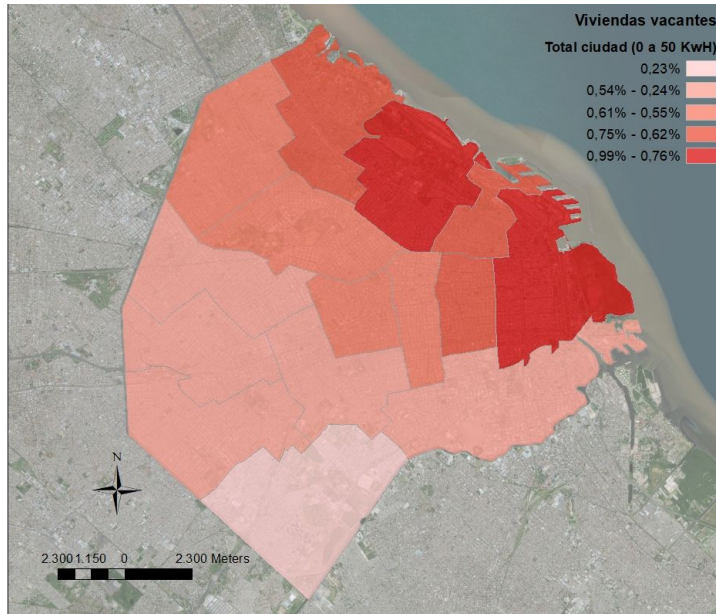 Viviendas vacantes
Total ciudad (0 a 50 KwH)
0,23%
0,54% - 0,24%
0,61% - 0,55%
0,75% - 0,62%
0,99% - 0,76%
N
2.300 1.150 0 2.300 Meters